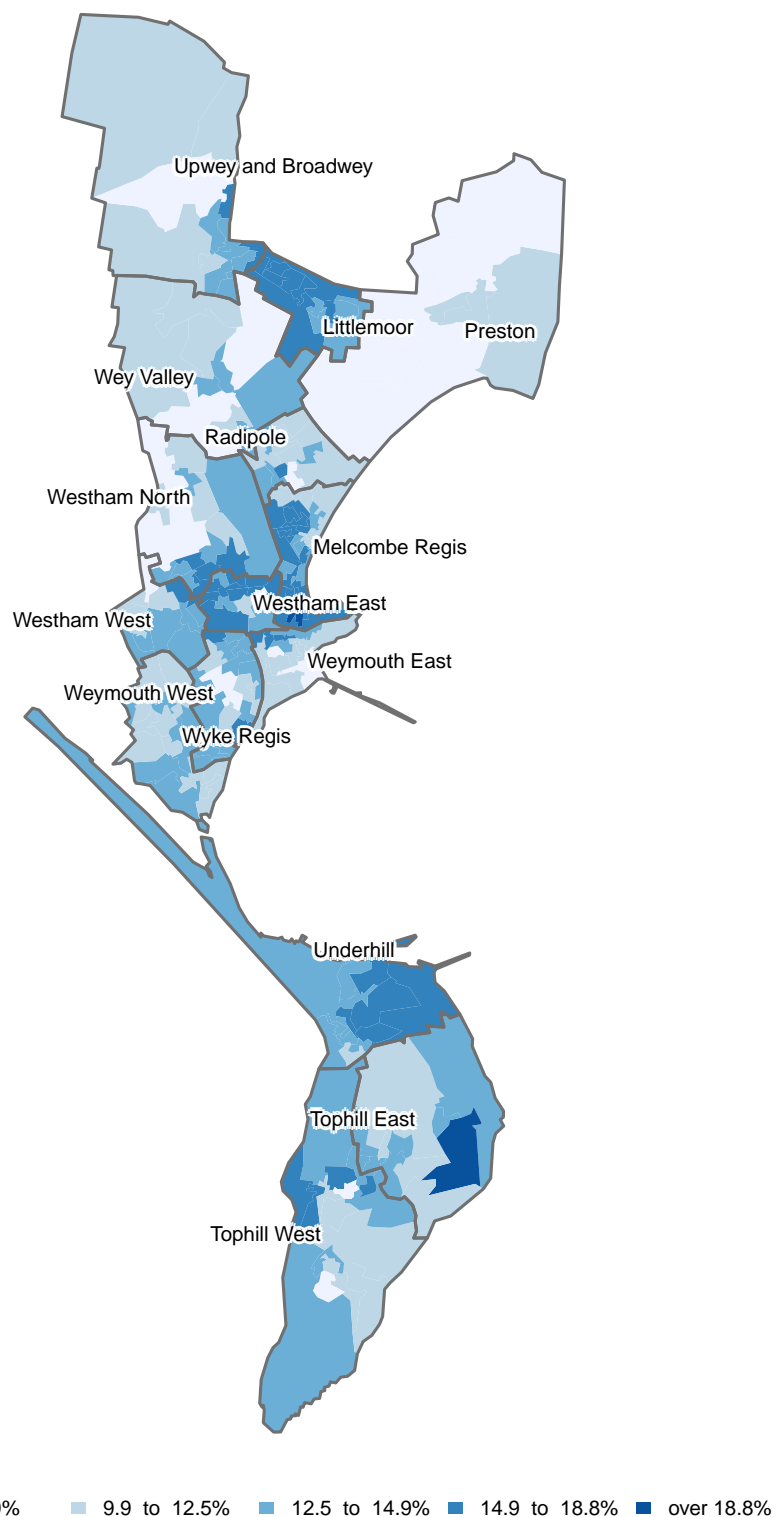 Upwey and Broadwey
Littlemoor
Preston
Wey Valley
Radipole
Westham North
Melcombe Regis
Westham East
Westham West
Weymouth East
Weymouth West
Wyke Regis
Underhill
Tophill East
Tophill West
% 9.9 to 12.5% 12.5 to 14.9% 14.9 to 18.8% over 18.8%